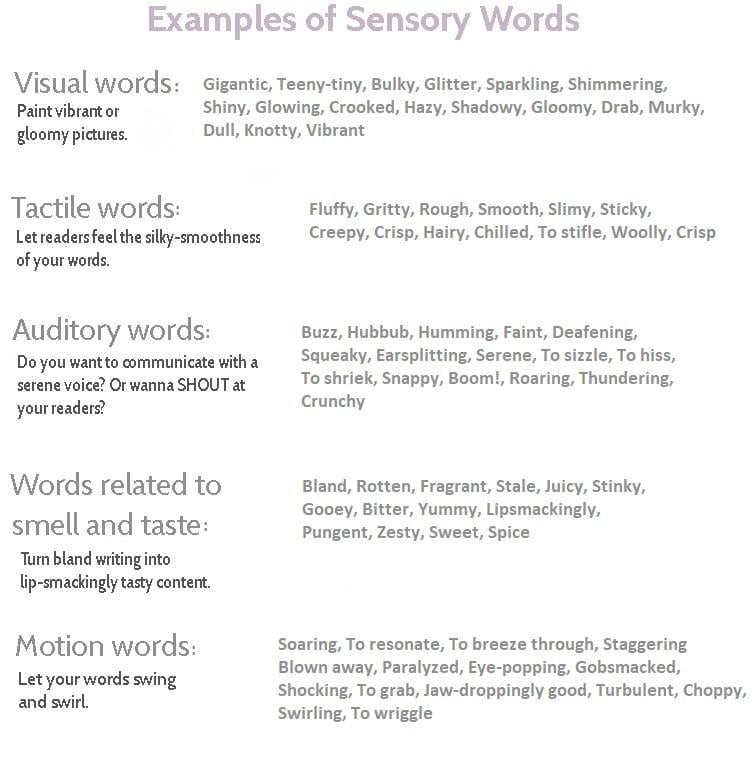 Examples of Sensory Words
Visual words:
Paint vibrant or
gloomy pictures.
Gigantic, Teeny-tiny, Bulky, Glitter, Sparkling, Shimmering,
Shiny, Glowing, Crooked, Hazy, Shadowy, Gloomy, Drab, Murky,
Dull, Knotty, Vibrant
Tactile words:
Let readers feel the silky-smoothness
of your words.
Fluffy, Gritty, Rough, Smooth, Slimy, Sticky,
Creepy, Crisp, Hairy, Chilled, To stifle, Woolly, Crisp
Auditory words:
Do you want to communicate with a
serene voice? Or wanna SHOUT at
your readers?
Buzz, Hubbub, Humming, Faint, Deafening,
Squeaky, Earsplitting, Serene, To sizzle, To hiss,
To shriek, Snappy, Boom!, Roaring, Thundering,
Crunchy
Words related to
smell and taste:
Turn bland writing into
lip-smackingly tasty content.
Bland, Rotten, Fragrant, Stale, Juicy, Stinky,
Gooey, Bitter, Yummy, Lipsmackingly,
Pungent, Zesty, Sweet, Spice
Motion words:
Let your words swing
and swirl.
Soaring, To resonate, To breeze through, Staggering
Blown away, Paralyzed, Eye-popping, Gobsmacked,
Shocking, To grab, Jaw-droppingly good, Turbulent, Choppy,
Swirling, To wriggle